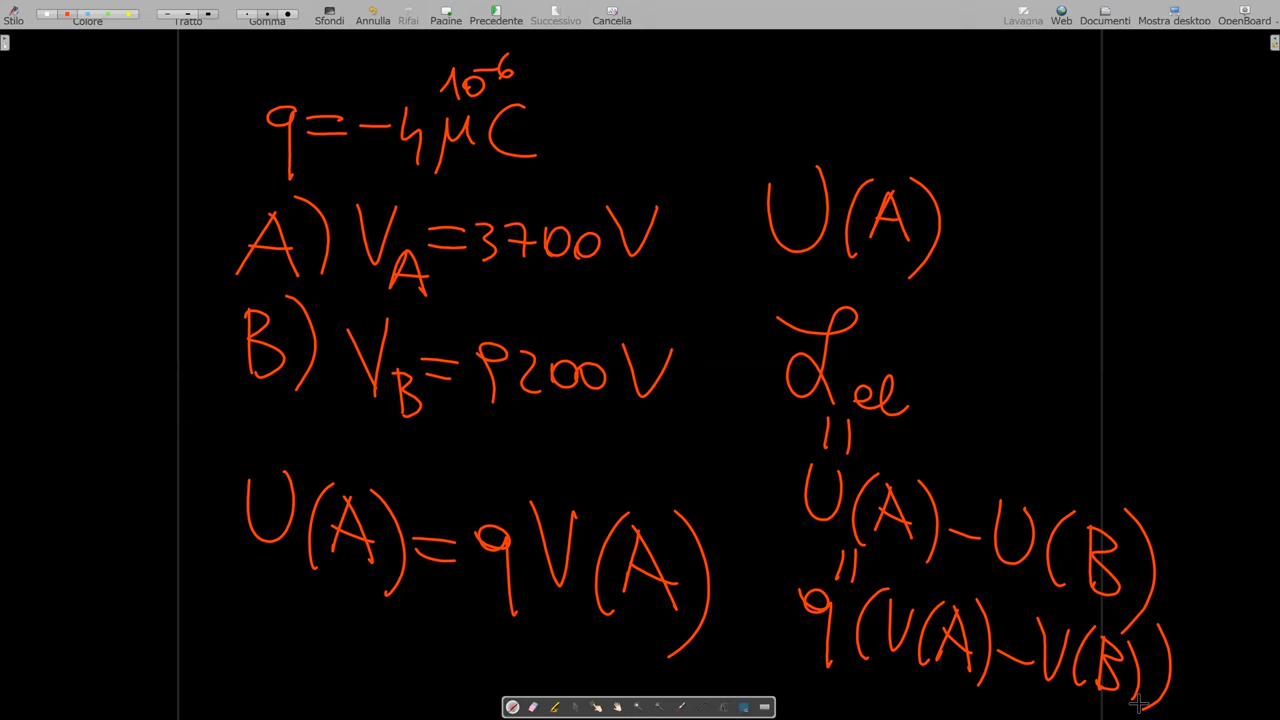 Stilo Colore Tratto Gomma Sfondi Annulla Rifai Pagine Precedente Successivo Cancella Lavagna Web Documenti Mostra desktop OpenBoard
10⁻⁶
q = -4 μC
A) V_A = 3700 V
B) V_B = 9200 V
U(A) = q V(A)
U(A)
L_el
=
U(A) - U(B)
=
q (V(A) - V(B))